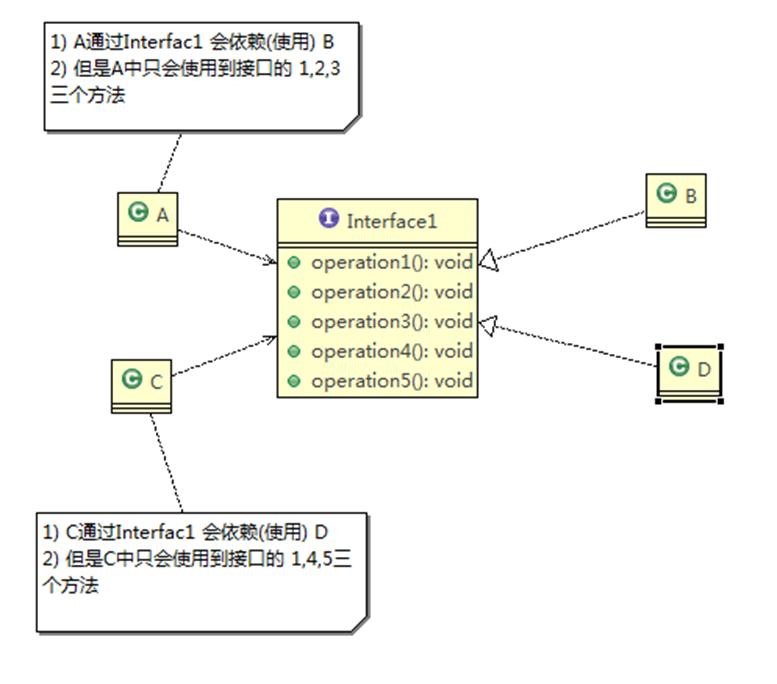 1) A通过Interfac1 会依赖(使用) B
2) 但是A中只会使用到接口的 1,2,3
三个方法
C A
I Interface1
operation1(): void
operation2(): void
operation3(): void
operation4(): void
operation5(): void
C B
C C
C D
1) C通过Interfac1 会依赖(使用) D
2) 但是C中只会使用到接口的 1,4,5三
个方法